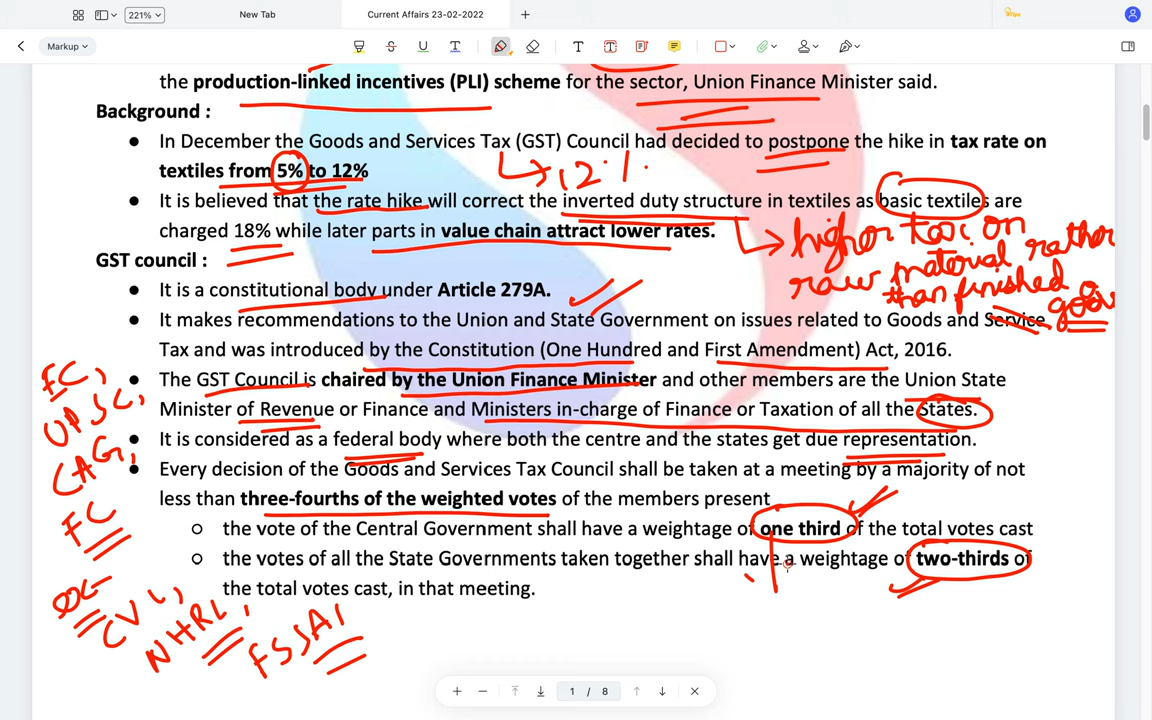 221%
New Tab
Current Affairs 23-02-2022
Markup
the production-linked incentives (PLI) scheme for the sector, Union Finance Minister said.
Background :
● In December the Goods and Services Tax (GST) Council had decided to postpone the hike in tax rate on
textiles from 5% to 12%
12%.
● It is believed that the rate hike will correct the inverted duty structure in textiles as basic textiles are
charged 18% while later parts in value chain attract lower rates.
higher tax on
raw material rather
than finished
goods
GST council :
● It is a constitutional body under Article 279A.
● It makes recommendations to the Union and State Government on issues related to Goods and Service
Tax and was introduced by the Constitution (One Hundred and First Amendment) Act, 2016.
● The GST Council is chaired by the Union Finance Minister and other members are the Union State
Minister of Revenue or Finance and Ministers in-charge of Finance or Taxation of all the States.
● It is considered as a federal body where both the centre and the states get due representation.
● Every decision of the Goods and Services Tax Council shall be taken at a meeting by a majority of not
less than three-fourths of the weighted votes of the members present
○ the vote of the Central Government shall have a weightage of one third of the total votes cast
○ the votes of all the State Governments taken together shall have a weightage of two-thirds of
the total votes cast, in that meeting.
FC,
UPSC,
CAG,
FC
CVC,
NHRC,
FSSAI
1 / 8